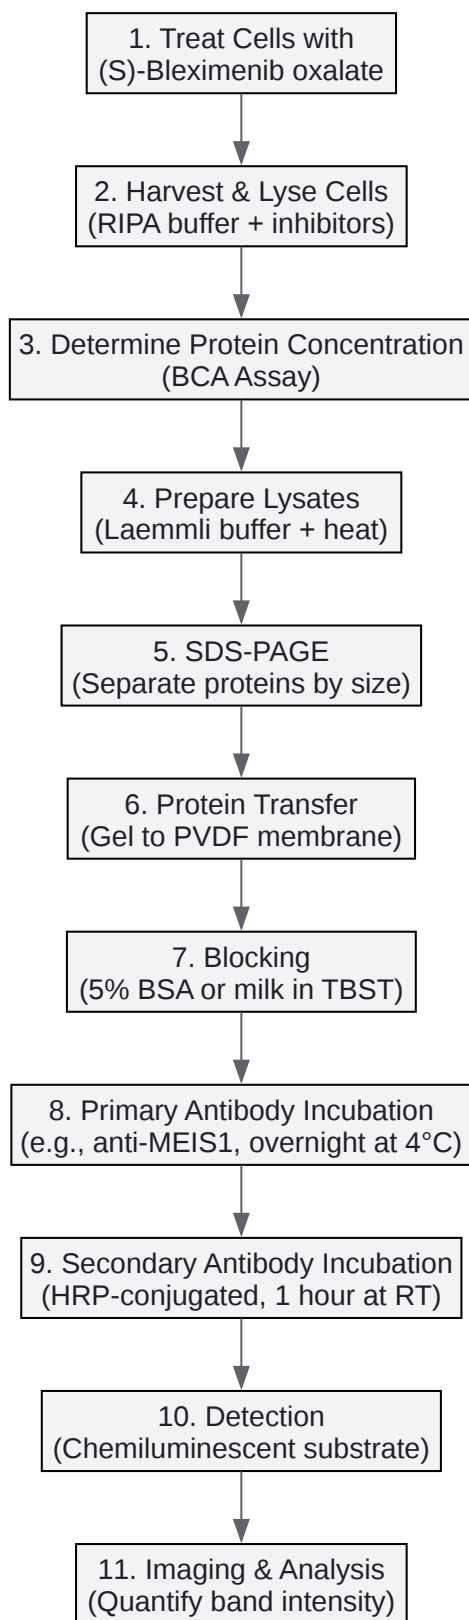 1. Treat Cells with
(S)-Bleximenib oxalate
2. Harvest & Lyse Cells
(RIPA buffer + inhibitors)
3. Determine Protein Concentration
(BCA Assay)
4. Prepare Lysates
(Laemmli buffer + heat)
5. SDS-PAGE
(Separate proteins by size)
6. Protein Transfer
(Gel to PVDF membrane)
7. Blocking
(5% BSA or milk in TBST)
8. Primary Antibody Incubation
(e.g., anti-MEIS1, overnight at 4°C)
9. Secondary Antibody Incubation
(HRP-conjugated, 1 hour at RT)
10. Detection
(Chemiluminescent substrate)
11. Imaging & Analysis
(Quantify band intensity)